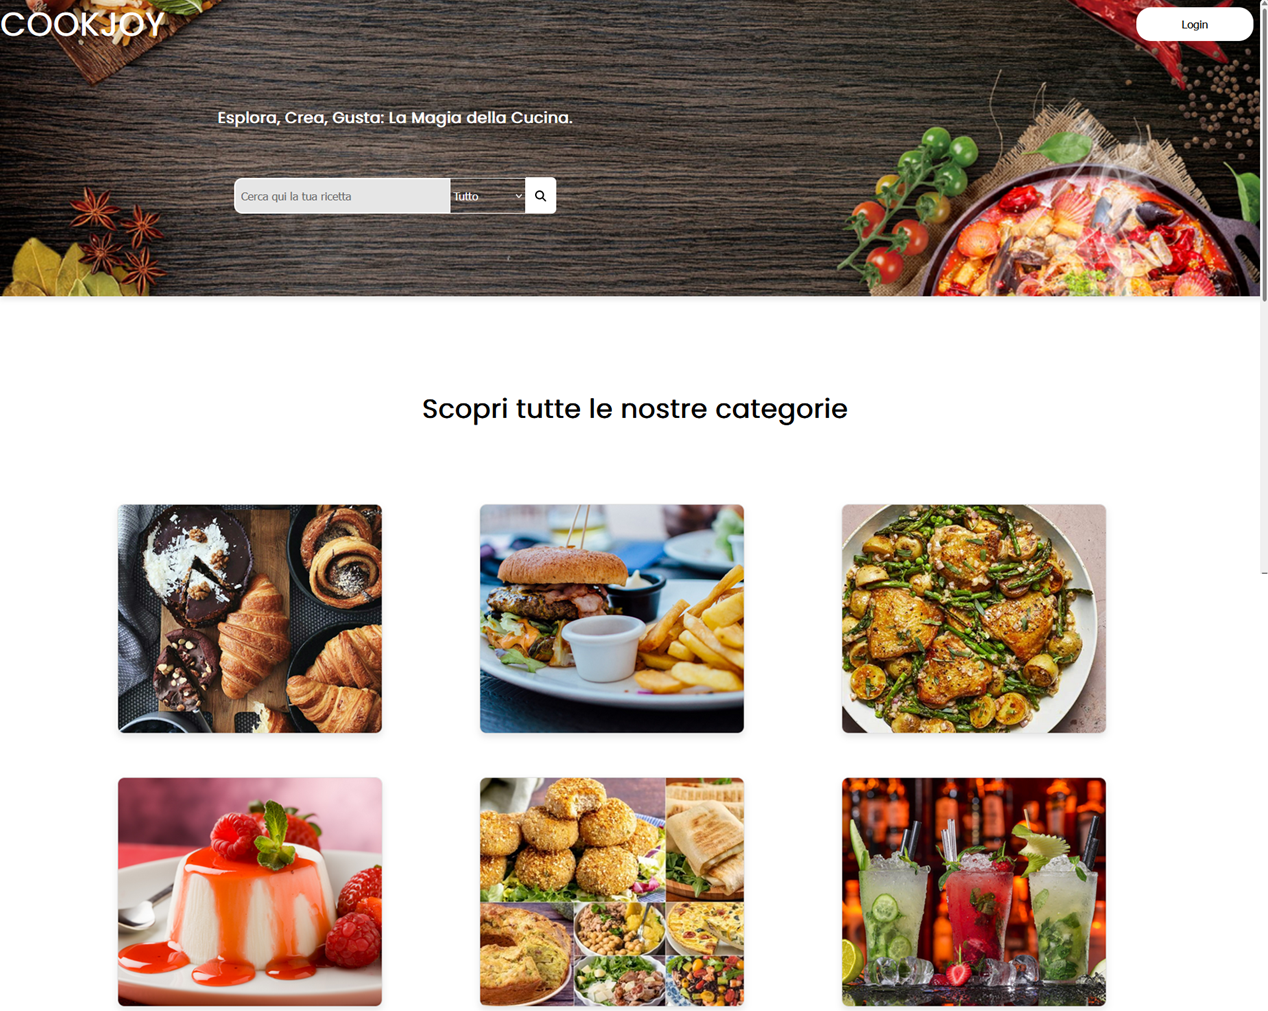 COOKJOY
Login
Esplora, Crea, Gusta: La Magia della Cucina.
Cerca qui la tua ricetta
Tutto
Scopri tutte le nostre categorie